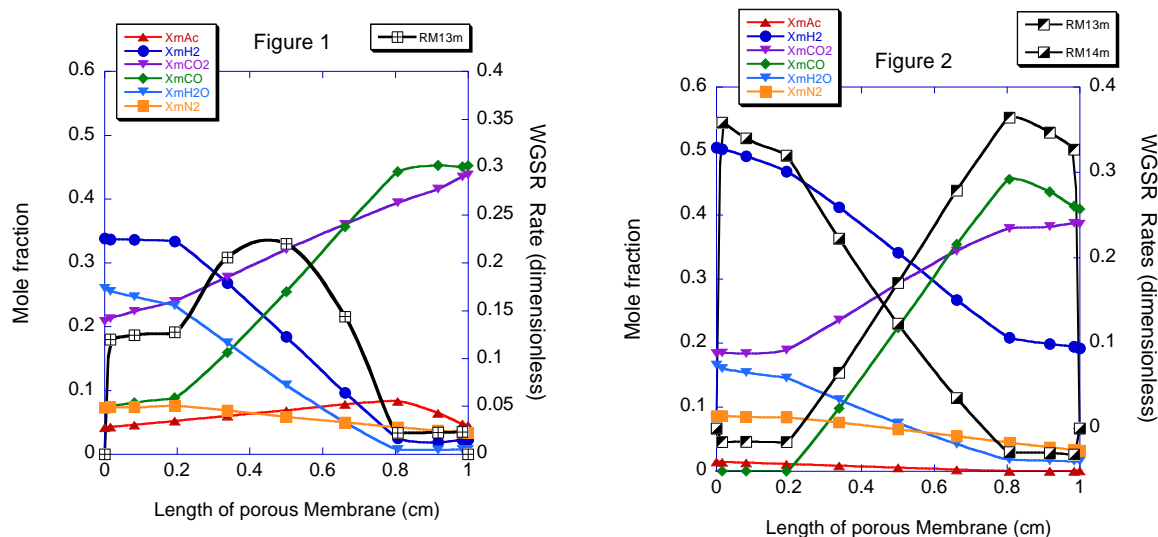 Figure 1
XmAc
XmH2
XmCO2
XmCO
XmH2O
XmN2
RM13m
Mole fraction
0.6
0.5
0.4
0.3
0.2
0.1
0
0.4
0.35
0.3
0.25
0.2
0.15
0.1
0.05
0
WGSR Rate (dimensionless)
0 0.2 0.4 0.6 0.8 1
Length of porous Membrane (cm)
Figure 2
XmAc
XmH2
XmCO2
XmCO
XmH2O
XmN2
RM13m
RM14m
Mole fraction
0.6
0.5
0.4
0.3
0.2
0.1
0
0.4
0.3
0.2
0.1
0
WGSR Rates (dimensionless)
0 0.2 0.4 0.6 0.8 1
Length of porous Membrane (cm)